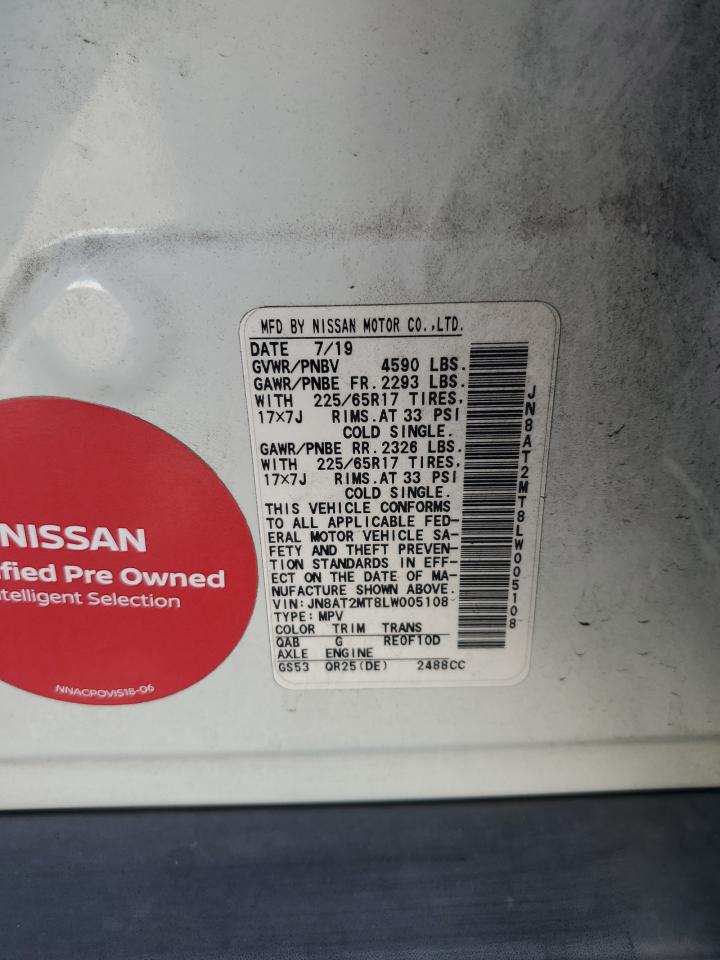 MFD BY NISSAN MOTOR CO.,LTD.
DATE 7/19
GVWR/PNBV 4590 LBS.
GAWR/PNBE FR. 2293 LBS.
WITH 225/65R17 TIRES,
17×7J RIMS.AT 33 PSI
COLD SINGLE.
GAWR/PNBE RR. 2326 LBS.
WITH 225/65R17 TIRES,
17×7J RIMS.AT 33 PSI
COLD SINGLE.
THIS VEHICLE CONFORMS
TO ALL APPLICABLE FED-
ERAL MOTOR VEHICLE SA-
FETY AND THEFT PREVEN-
TION STANDARDS IN EFF-
ECT ON THE DATE OF MA-
NUFACTURE SHOWN ABOVE.
VIN:JN8AT2MT8LW005108
TYPE:MPV
COLOR TRIM TRANS
QAB G RE0F10D
AXLE ENGINE
GS53 QR25(DE) 2488CC
JN8AT2MT8LW005108
NISSAN
ified Pre Owned
ntelligent Selection
NNACPOVIS18-06